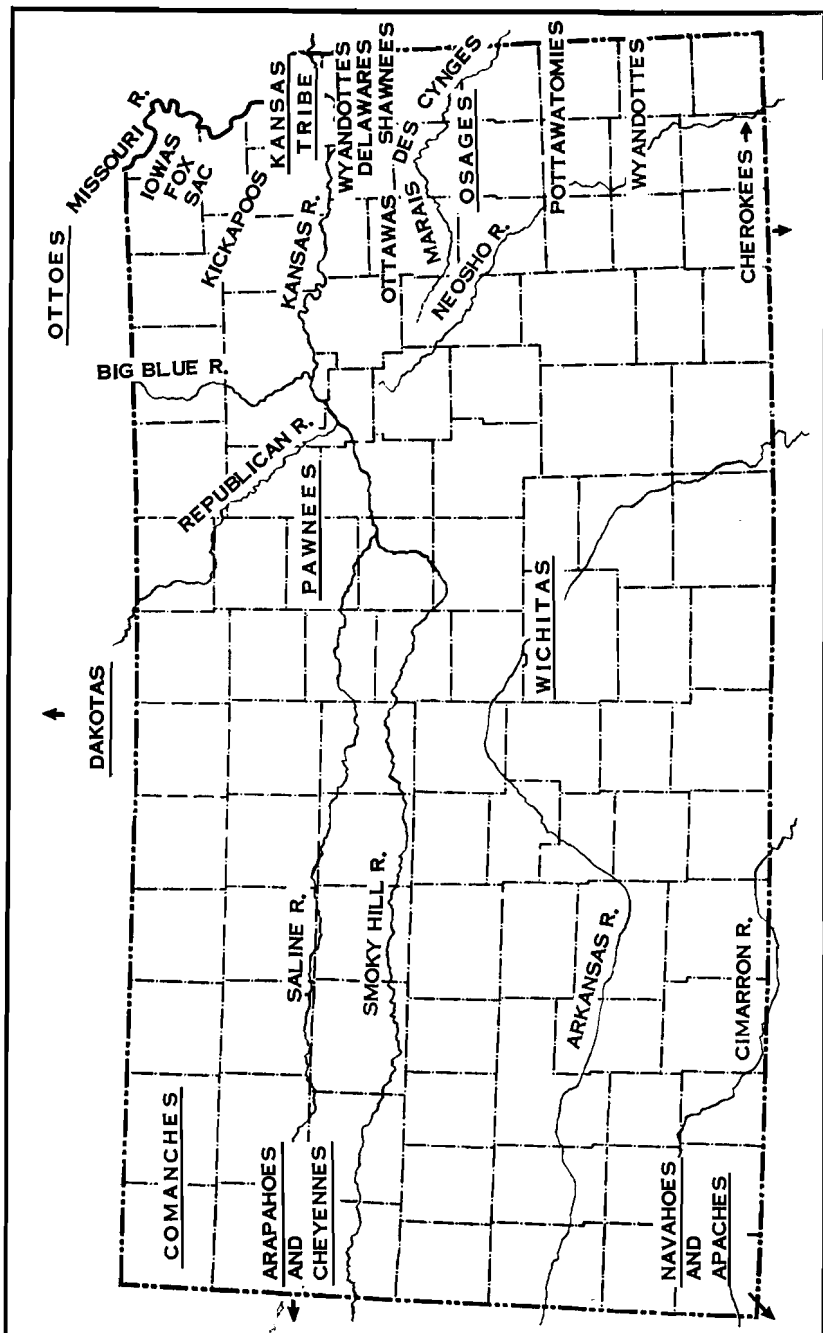 OTTOES
MISSOURI R.
IOWAS
FOX
SAC
KICKAPOOS
KANSAS
TRIBE
KANSAS R.
WYANDOTTES
DELAWARES
SHAWNEES
OTTAWAS
MARAIS DES CYNGES
OSAGES
NEOSHO R.
POTTAWATOMIES
WYANDOTTES
CHEROKEES
BIG BLUE R.
REPUBLICAN R.
PAWNEES
WICHITAS
DAKOTAS
SALINE R.
SMOKY HILL R.
ARKANSAS R.
CIMARRON R.
COMANCHES
ARAPAHOES
AND
CHEYENNES
NAVAHOES
AND
APACHES